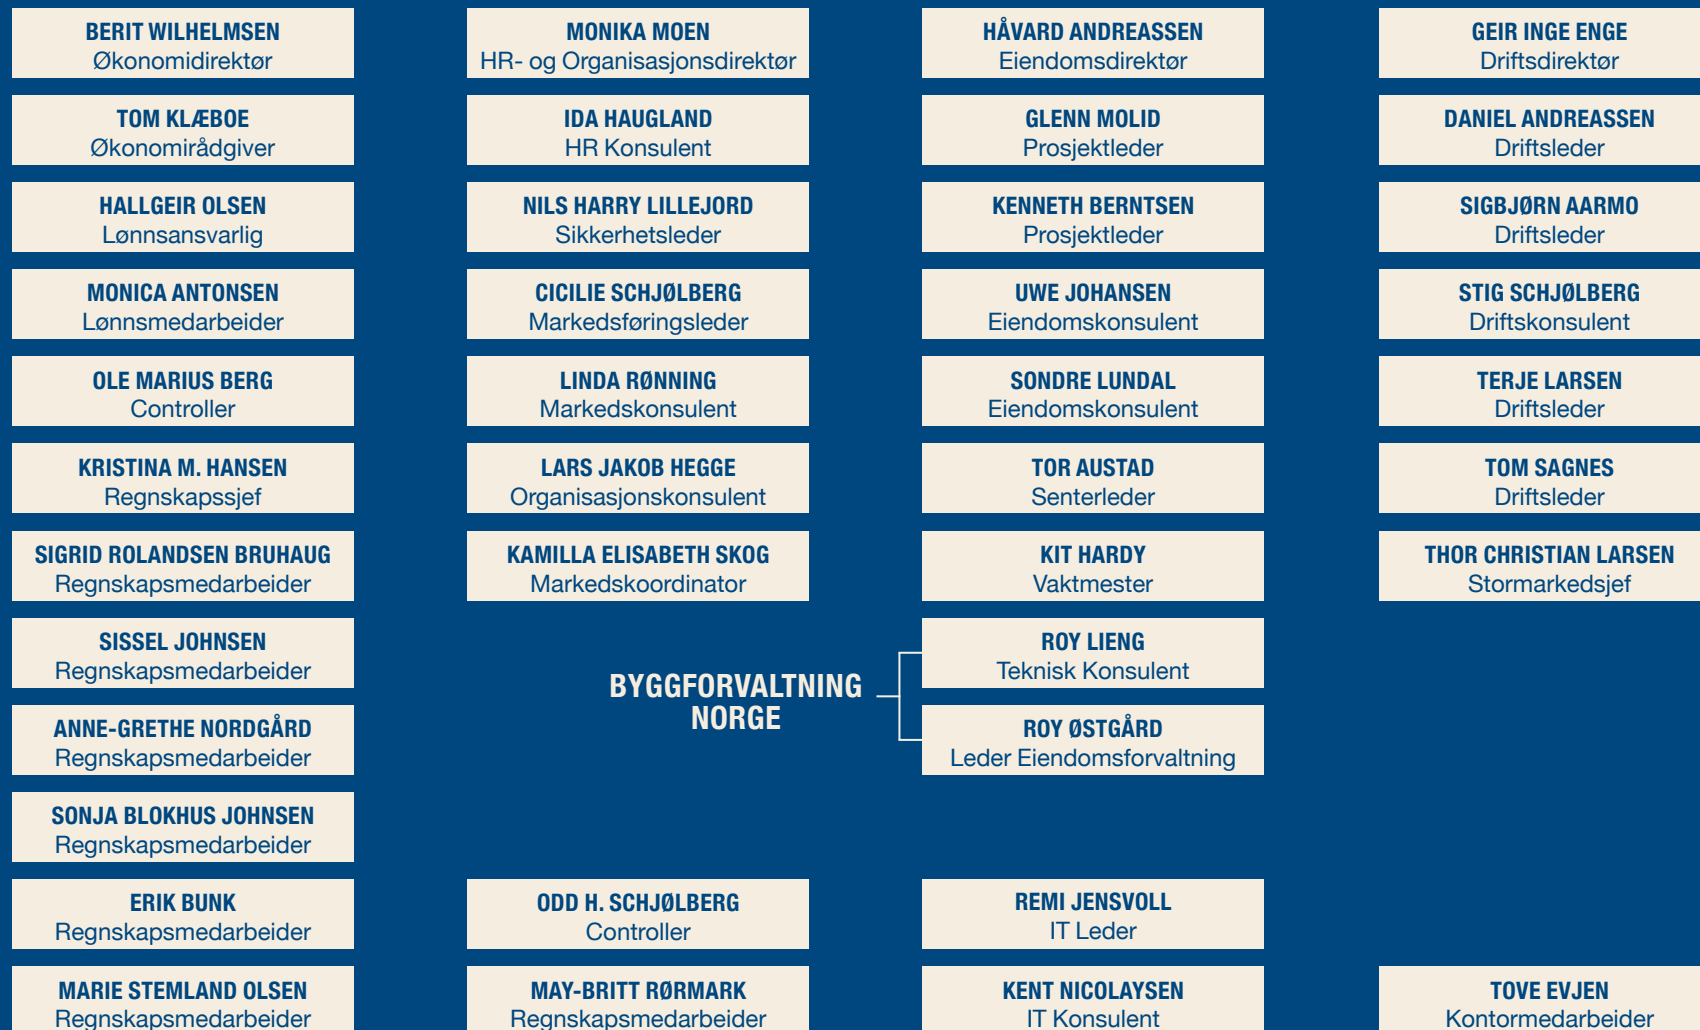 BERIT WILHELMSEN
Økonomidirektør
TOM KLÆBOE
Økonomirådgiver
HALLGEIR OLSEN
Lønnsansvarlig
MONICA ANTONSEN
Lønnsmedarbeider
OLE MARIUS BERG
Controller
KRISTINA M. HANSEN
Regnskapssjef
SIGRID ROLANDSEN BRUHAUG
Regnskapsmedarbeider
SISSEL JOHNSEN
Regnskapsmedarbeider
ANNE-GRETHE NORDGÅRD
Regnskapsmedarbeider
SONJA BLOKHUS JOHNSEN
Regnskapsmedarbeider
ERIK BUNK
Regnskapsmedarbeider
MARIE STEMLAND OLSEN
Regnskapsmedarbeider
MONIKA MOEN
HR- og Organisasjonsdirektør
IDA HAUGLAND
HR Konsulent
NILS HARRY LILLEJORD
Sikkerhetsleder
CICILIE SCHJØLBERG
Markedsføringsleder
LINDA RØNNING
Markedskonsulent
LARS JAKOB HEGGE
Organisasjonskonsulent
KAMILLA ELISABETH SKOG
Markedskoordinator
BYGGFORVALTNING
NORGE
ODD H. SCHJØLBERG
Controller
MAY-BRITT RØRMARK
Regnskapsmedarbeider
HÅVARD ANDREASSEN
Eiendomsdirektør
GLENN MOLID
Prosjektleder
KENNETH BERNTSEN
Prosjektleder
UWE JOHANSEN
Eiendomskonsulent
SONDRE LUNDAL
Eiendomskonsulent
TOR AUSTAD
Senterleder
KIT HARDY
Vaktmester
ROY LIENG
Teknisk Konsulent
ROY ØSTGÅRD
Leder Eiendomsforvaltning
REMI JENSVOLL
IT Leder
KENT NICOLAYSEN
IT Konsulent
GEIR INGE ENGE
Driftsdirektør
DANIEL ANDREASSEN
Driftsleder
SIGBJØRN AARMO
Driftsleder
STIG SCHJØLBERG
Driftskonsulent
TERJE LARSEN
Driftsleder
TOM SAGNES
Driftsleder
THOR CHRISTIAN LARSEN
Stormarkedsjef
TOVE EVJEN
Kontormedarbeider